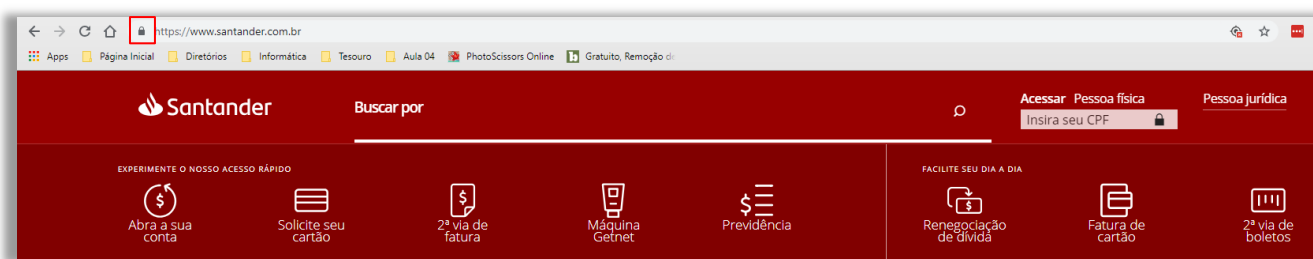 https://www.santander.com.br
Apps Página Inicial Diretórios Informática Tesouro Aula 04 PhotoScissors Online Gratuito, Remoção d
Santander
Buscar por
Acessar Pessoa física
Pessoa jurídica
Insira seu CPF
EXPERIMENTE O NOSSO ACESSO RÁPIDO
FACILITE SEU DIA A DIA
Abra a sua
conta
Solicite seu
cartão
2ª via de
fatura
Máquina
Getnet
Previdência
Renegociação
de dívida
Fatura de
cartão
2ª via de
boletos